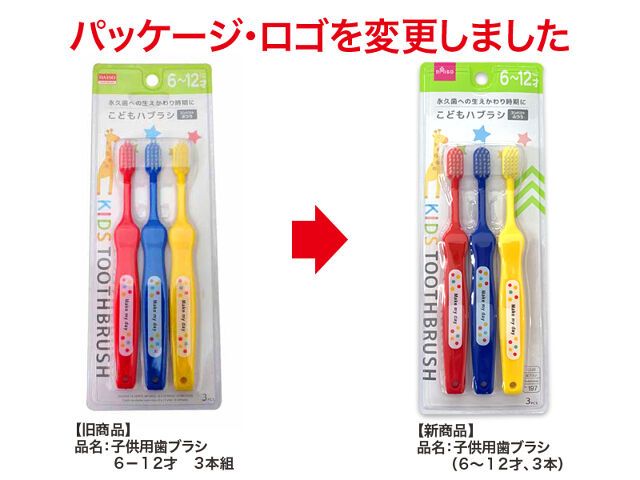 パッケージ・ロゴを変更しました
DAISO
6～12才
永久歯への生えかわり時期に
こどもハブラシ
KIDS TOOTHBRUSH
Make my day
Make my day
Make my day
3PCS
【旧商品】
品名：子供用歯ブラシ
6－12才　3本組
DAISO
6～12才
永久歯への生えかわり時期に
こどもハブラシ
KIDS TOOTHBRUSH
Make my day
Make my day
Make my day
197
3PCS
【新商品】
品名：子供用歯ブラシ
（6～12才、3本）